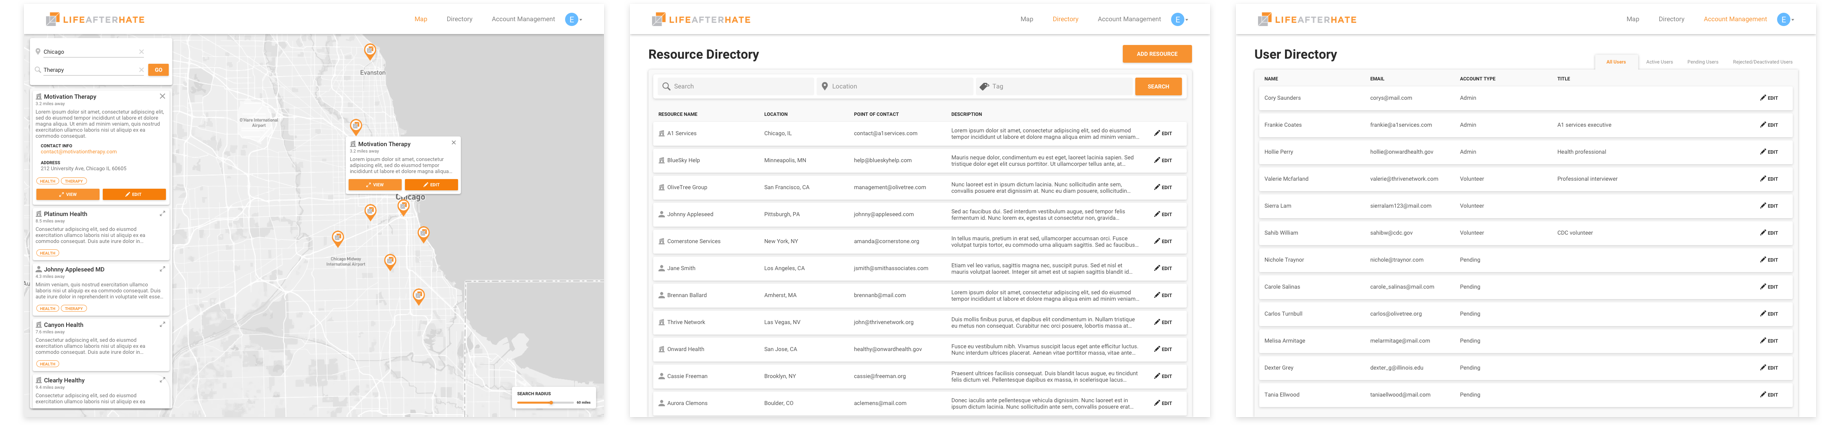 LIFEAFTERHATE
Map Directory Account Management E
Chicago
Therapy GO
Motivation Therapy
3.2 miles away
Lorem ipsum dolor sit amet, consectetur adipiscing elit, sed do eiusmod tempor incididunt ut labore et dolore magna aliqua. Ut enim ad minim veniam, quis nostrud exercitation ullamco laboris nisi ut aliquip ex ea commodo consequat.
CONTACT INFO
contact@motivationtherapy.com
ADDRESS
212 University Ave, Chicago IL, 60605
HEALTH THERAPY
VIEW EDIT
Platinum Health
Consectetur adipiscing elit, sed do eiusmod
exercitation ullamco laboris nisi ut aliquip ex ea
commodo consequat. Duis aute irure dolor in...
HEALTH
Johnny Appleseed MD
4.3 miles away
Minim veniam, quis nostrud exercitation ullamco
laboris nisi ut aliquip ex ea commodo consequat. Duis
aute irure dolor in reprehenderit in voluptate velit esse...
HEALTH THERAPY
Canyon Health
7.6 miles away
Consectetur adipiscing elit, sed do eiusmod
exercitation ullamco laboris nisi ut aliquip ex ea
commodo consequat. Duis aute irure dolor in...
HEALTH
Clearly Healthy
9.4 miles away
Consectetur adipiscing elit, sed do eiusmod
exercitation ullamco laboris nisi ut aliquip ex ea
Evanston
O'Hare International
Airport
Motivation Therapy
3.2 miles away
Lorem ipsum dolor sit amet, consectetur
adipiscing elit, sed do eiusmod tempor
incididunt ut labore et dolore magna aliqua...
VIEW EDIT
Chicago
Chicago Midway
International Airport
SEARCH RADIUS
60 miles
LIFEAFTERHATE
Map Directory Account Management E
Resource Directory
ADD RESOURCE
Search Location Tag SEARCH
RESOURCE NAME LOCATION POINT OF CONTACT DESCRIPTION
A1 Services Chicago, IL contact@a1services.com Lorem ipsum dolor sit amet, consectetur adipiscing elit, sed do eiusmod EDIT
tempor incididunt ut labore et dolore magna aliqua enim ad minim veniam...
BlueSky Help Minneapolis, MN help@blueskyhelp.com Mauris neque dolor, condimentum eu est eget, laoreet lacinia sapien. Sed EDIT
tristique dolor eget elit cursus porttitor. Ut ullamcorper tellus ante, at...
OliveTree Group San Francisco, CA management@olivetree.com Nunc laoreet est in ipsum dictum lacinia. Nunc sollicitudin ante sem, EDIT
convallis posuere erat dignissim at. Nunc eu diam posuere, sollicitudin...
Johnny Appleseed Pittsburgh, PA johnny@appleseed.com Sed ac faucibus dui. Sed interdum vestibulum augue, sed tempor felis EDIT
fermentum id. Nunc lorem ex, egestas ut consectetur non, gravida...
Cornerstone Services New York, NY amanda@cornerstone.org In tellus mauris, pretium in erat sed, ullamcorper accumsan orci. Fusce EDIT
volutpat turpis tortor, eu commodo urna aliquam sagittis. Sed ac faucibus...
Jane Smith Los Angeles, CA jsmith@smithassociates.com Etiam vel leo varius, sagittis magna nec, suscipit purus. Sed et nisl et EDIT
mauris volutpat laoreet. Integer sit amet est ut sapien sagittis blandit id...
Brennan Ballard Amherst, MA brennanb@mail.com Lorem ipsum dolor sit amet, consectetur adipiscing elit, sed do eiusmod EDIT
tempor incididunt ut labore et dolore magna aliqua enim ad minim veniam...
Thrive Network Las Vegas, NV john@thrivenetwork.org Duis mollis finibus purus, et dapibus elit condimentum in. Nullam tristique EDIT
eu metus non consequat. Curabitur nec orci posuere, lobortis massa at...
Onward Health San Jose, CA healthy@onwardhealth.gov Fusce eu vestibulum nibh. Vivamus suscipit lacus eget ante efficitur luctus. EDIT
Nunc interdum ultrices placerat. Aenean vitae porttitor massa, vitae ante...
Cassie Freeman Brooklyn, NY cassie@freeman.org Praesent ultrices facilisis consequat. Duis blandit lacus augue, eu tincidunt EDIT
felis dictum vel. Pellentesque dapibus ex massa, in scelerisque lacus...
Aurora Clemons Boulder, CO aclemens@mail.com Donec iaculis ante pellentesque vehicula dignissim. Nunc laoreet est in EDIT
ipsum dictum lacinia. Nunc sollicitudin ante sem, convallis posuere erat...
LIFEAFTERHATE
Map Directory Account Management E
User Directory
All Users Active Users Pending Users Rejected/Deactivated Users
NAME EMAIL ACCOUNT TYPE TITLE
Cory Saunders corys@mail.com Admin EDIT
Frankie Coates frankie@a1services.com Admin A1 services executive EDIT
Hollie Perry hollie@onwardhealth.gov Admin Health professional EDIT
Valerie Mcfarland valerie@thrivenetwork.org Volunteer Professional interviewer EDIT
Sierra Lam sierralam123@mail.com Volunteer EDIT
Sahib William sahibw@cdc.gov Volunteer CDC volunteer EDIT
Nichole Traynor nichole@traynor.com Pending EDIT
Carole Salinas carole_salinas@mail.com Pending EDIT
Carlos Turnbull carlos@olivetree.org Pending EDIT
Melisa Armitage melarmitage@mail.com Pending EDIT
Dexter Grey dexter_g@illinois.edu Pending EDIT
Tania Ellwood taniaellwood@mail.com Pending EDIT